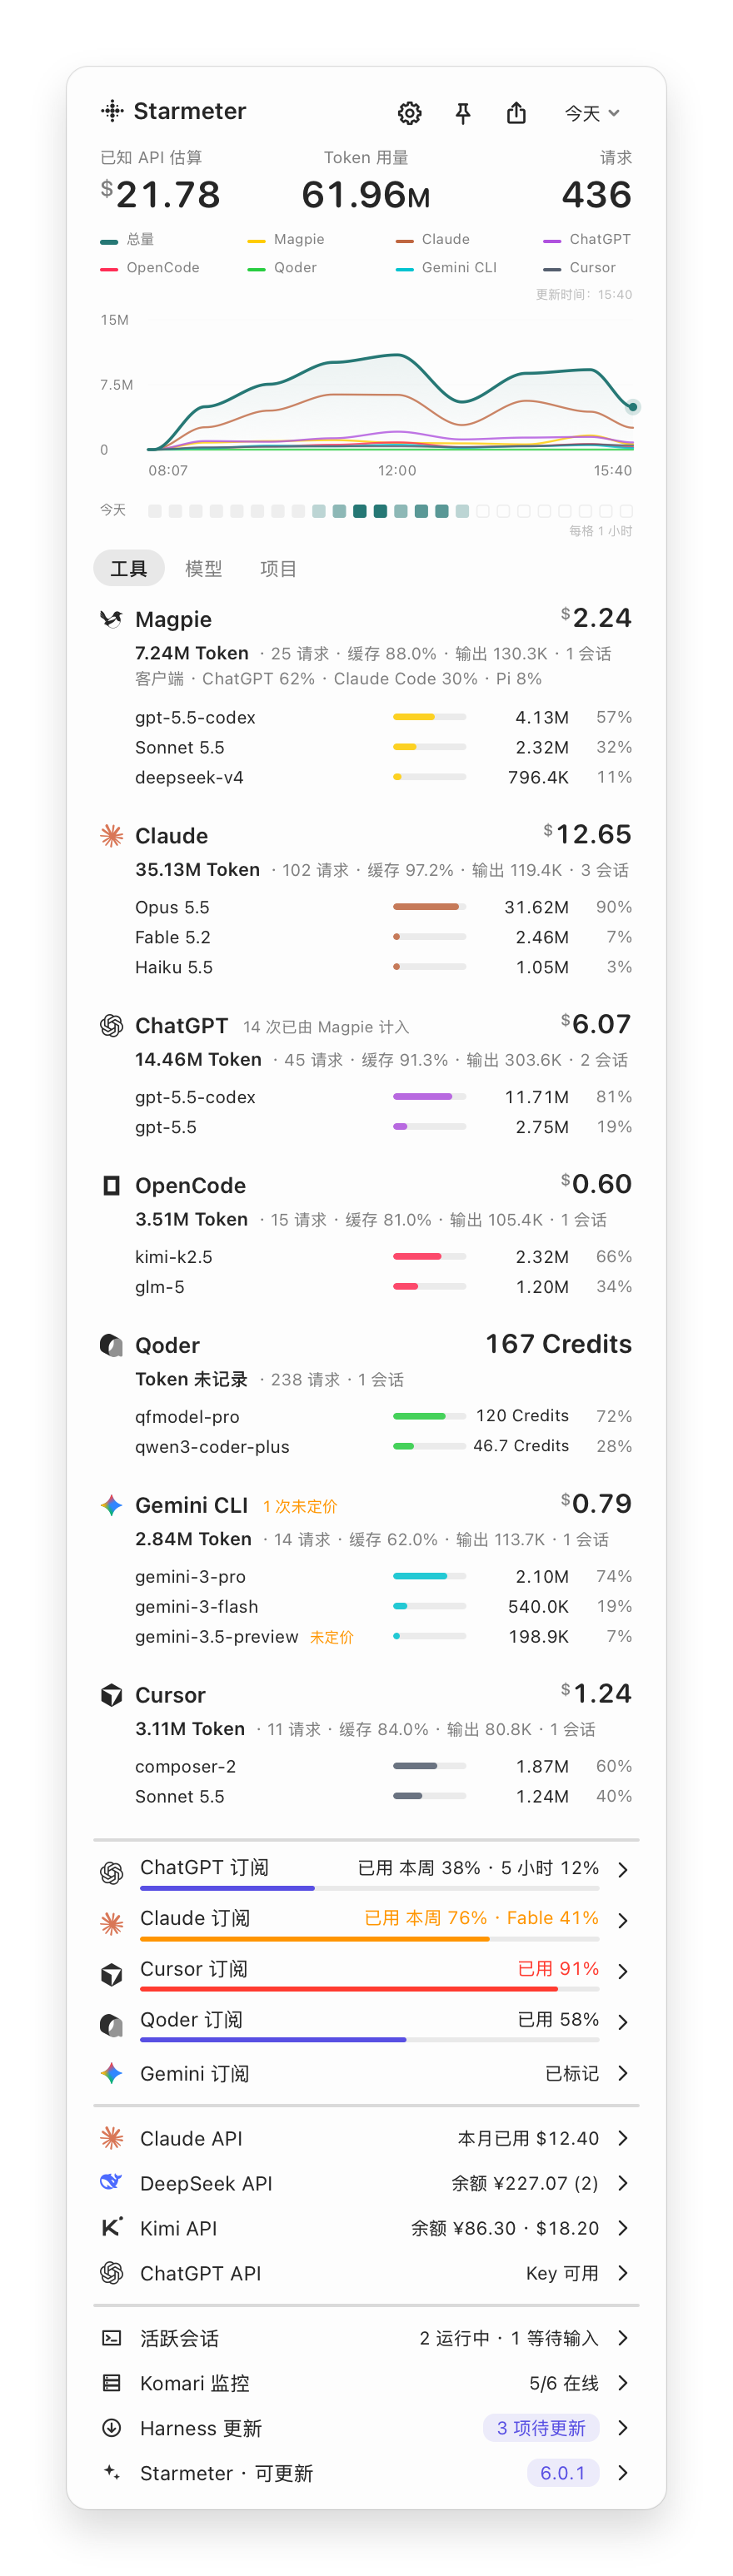 Starmeter 今天
已知 API 估算 Token 用量 请求
$21.78 61.96M 436
总量 Magpie Claude ChatGPT
OpenCode Qoder Gemini CLI Cursor
更新时间：15:40
15M
7.5M
0
08:07 12:00 15:40
今天
每格 1 小时
工具 模型 项目
Magpie $2.24
7.24M Token · 25 请求 · 缓存 88.0% · 输出 130.3K · 1 会话
客户端 · ChatGPT 62% · Claude Code 30% · Pi 8%
gpt-5.5-codex 4.13M 57%
Sonnet 5.5 2.32M 32%
deepseek-v4 796.4K 11%
Claude $12.65
35.13M Token · 102 请求 · 缓存 97.2% · 输出 119.4K · 3 会话
Opus 5.5 31.62M 90%
Fable 5.2 2.46M 7%
Haiku 5.5 1.05M 3%
ChatGPT 14 次已由 Magpie 计入 $6.07
14.46M Token · 45 请求 · 缓存 91.3% · 输出 303.6K · 2 会话
gpt-5.5-codex 11.71M 81%
gpt-5.5 2.75M 19%
OpenCode $0.60
3.51M Token · 15 请求 · 缓存 81.0% · 输出 105.4K · 1 会话
kimi-k2.5 2.32M 66%
glm-5 1.20M 34%
Qoder 167 Credits
Token 未记录 · 238 请求 · 1 会话
qfmodel-pro 120 Credits 72%
qwen3-coder-plus 46.7 Credits 28%
Gemini CLI 1 次未定价 $0.79
2.84M Token · 14 请求 · 缓存 62.0% · 输出 113.7K · 1 会话
gemini-3-pro 2.10M 74%
gemini-3-flash 540.0K 19%
gemini-3.5-preview 未定价 198.9K 7%
Cursor $1.24
3.11M Token · 11 请求 · 缓存 84.0% · 输出 80.8K · 1 会话
composer-2 1.87M 60%
Sonnet 5.5 1.24M 40%
ChatGPT 订阅 已用 本周 38% · 5 小时 12%
Claude 订阅 已用 本周 76% · Fable 41%
Cursor 订阅 已用 91%
Qoder 订阅 已用 58%
Gemini 订阅 已标记
Claude API 本月已用 $12.40
DeepSeek API 余额 ¥227.07 (2)
Kimi API 余额 ¥86.30 · $18.20
ChatGPT API Key 可用
活跃会话 2 运行中 · 1 等待输入
Komari 监控 5/6 在线
Harness 更新 3 项待更新
Starmeter · 可更新 6.0.1